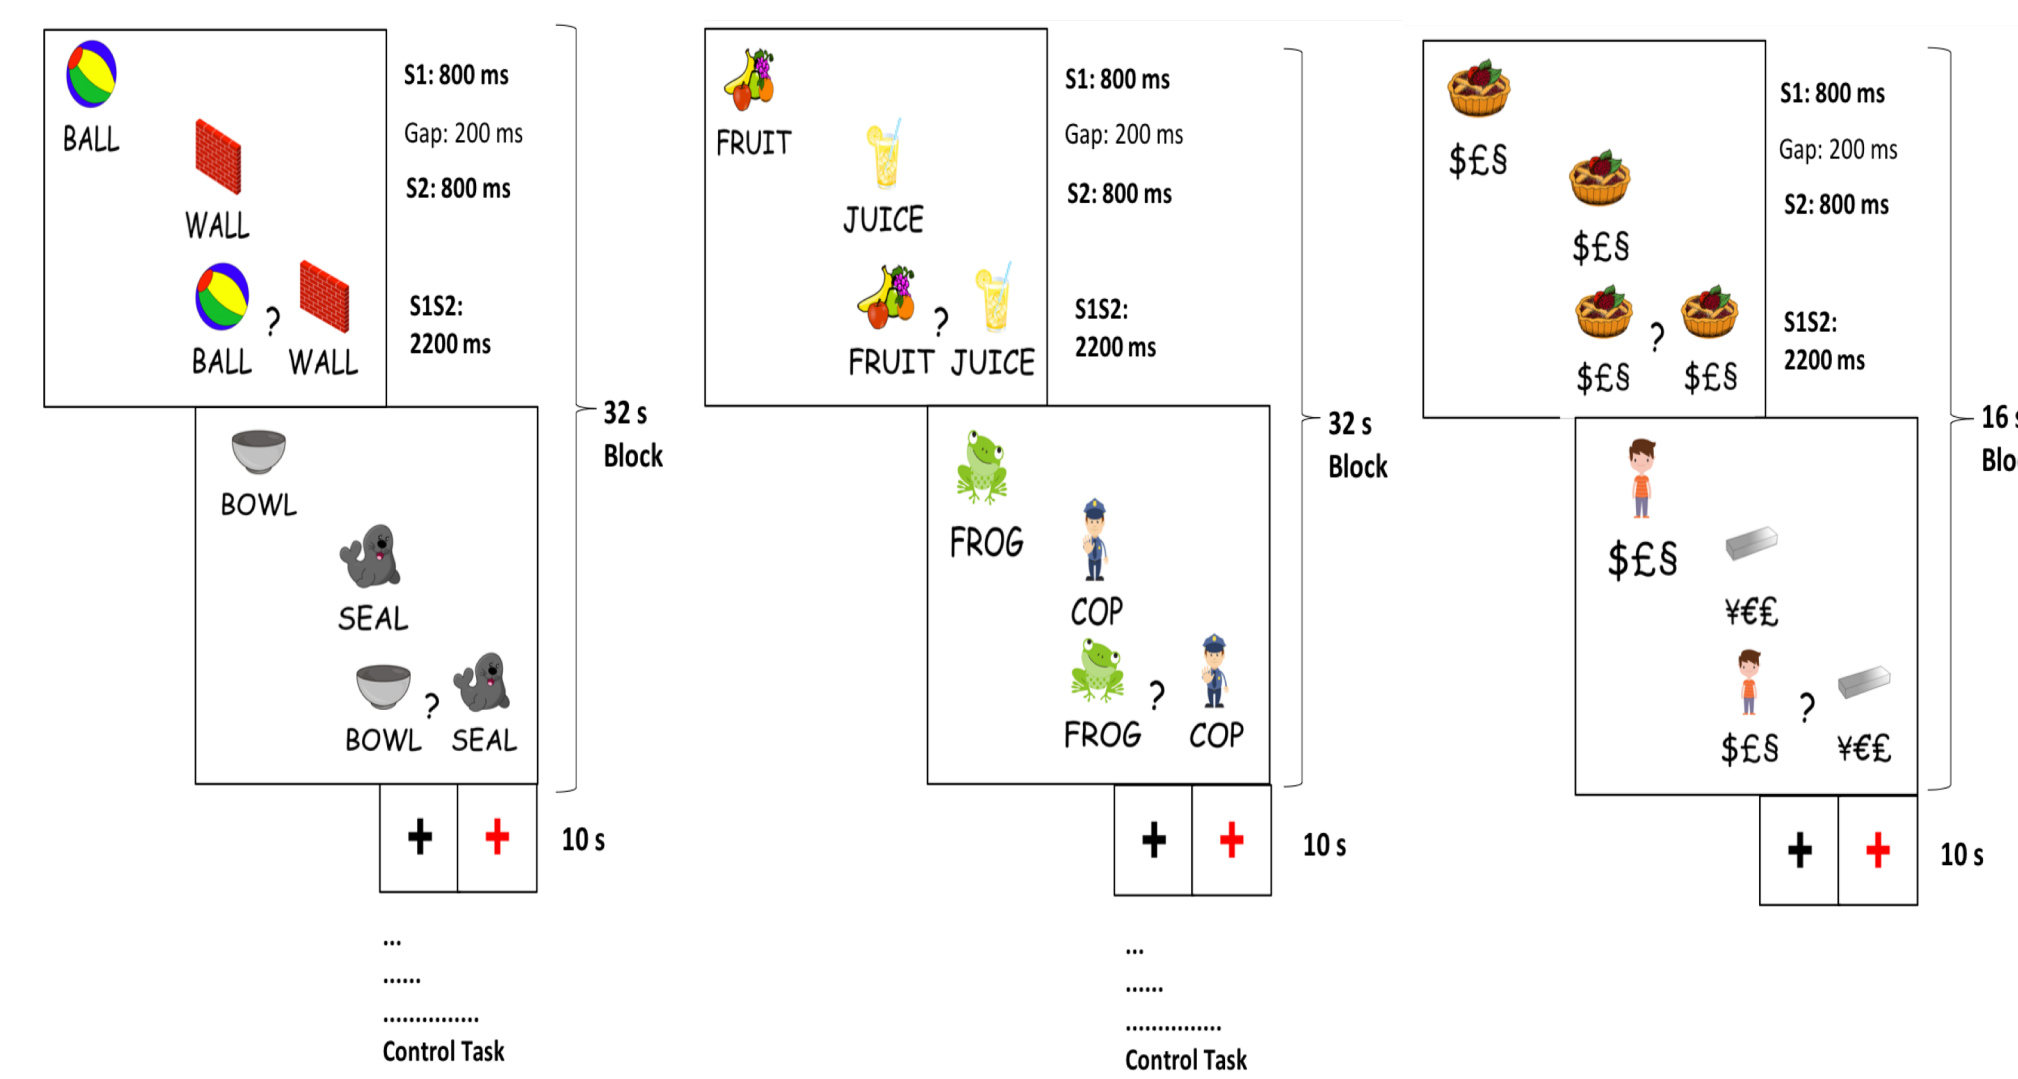 BALL
WALL
BALL ? WALL
S1: 800 ms
Gap: 200 ms
S2: 800 ms
S1S2:
2200 ms
BOWL
SEAL
BOWL ? SEAL
32 s
Block
+ +
10 s
...
......
...............
Control Task
FRUIT
JUICE
FRUIT ? JUICE
S1: 800 ms
Gap: 200 ms
S2: 800 ms
S1S2:
2200 ms
FROG
COP
FROG ? COP
32 s
Block
+ +
10 s
...
......
...............
Control Task
$£§
$£§
$£§ ? $£§
S1: 800 ms
Gap: 200 ms
S2: 800 ms
S1S2:
2200 ms
$£§
¥€£
$£§ ? ¥€£
16 s
Blo
+ +
10 s